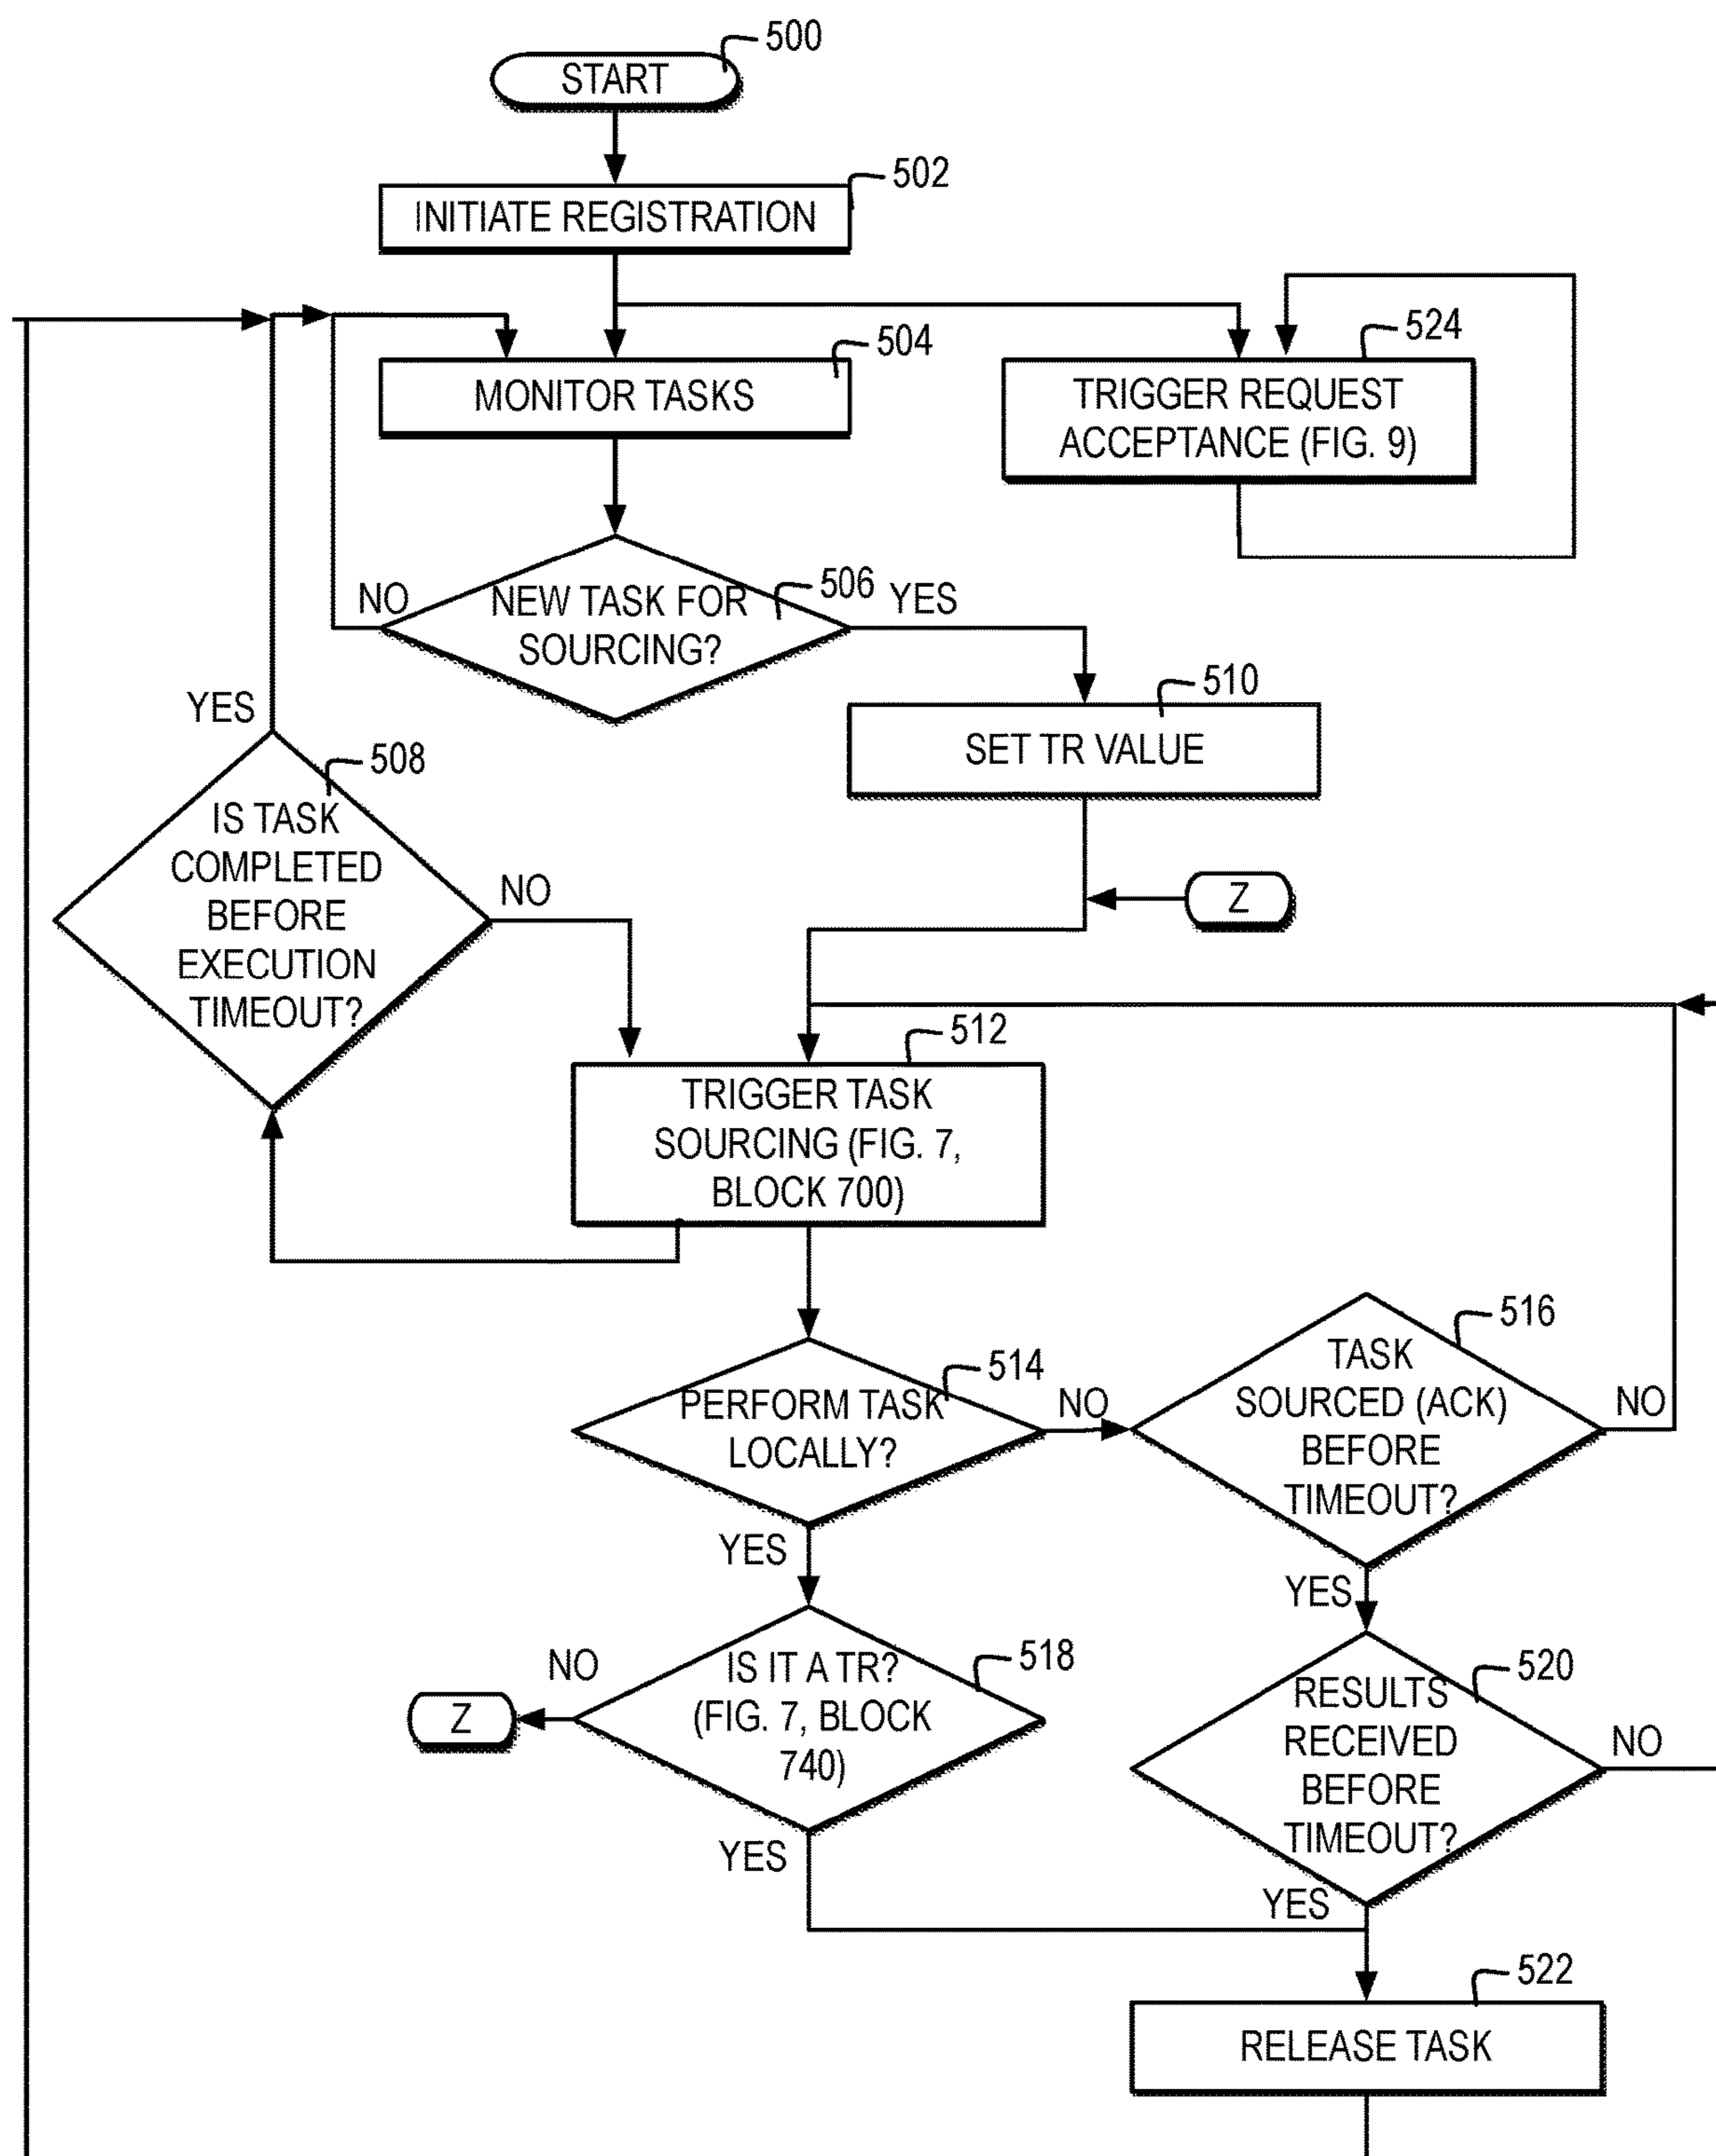 500
START
502
INITIATE REGISTRATION
504
MONITOR TASKS
524
TRIGGER REQUEST
ACCEPTANCE (FIG. 9)
506
NO
NEW TASK FOR
SOURCING?
YES
510
SET TR VALUE
YES
508
IS TASK
COMPLETED
BEFORE
EXECUTION
TIMEOUT?
NO
Z
512
TRIGGER TASK
SOURCING (FIG. 7,
BLOCK 700)
514
PERFORM TASK
LOCALLY?
NO
516
TASK
SOURCED (ACK)
BEFORE
TIMEOUT?
NO
YES
YES
518
IS IT A TR?
(FIG. 7, BLOCK
740)
NO
Z
520
RESULTS
RECEIVED
BEFORE
TIMEOUT?
NO
YES
YES
522
RELEASE TASK